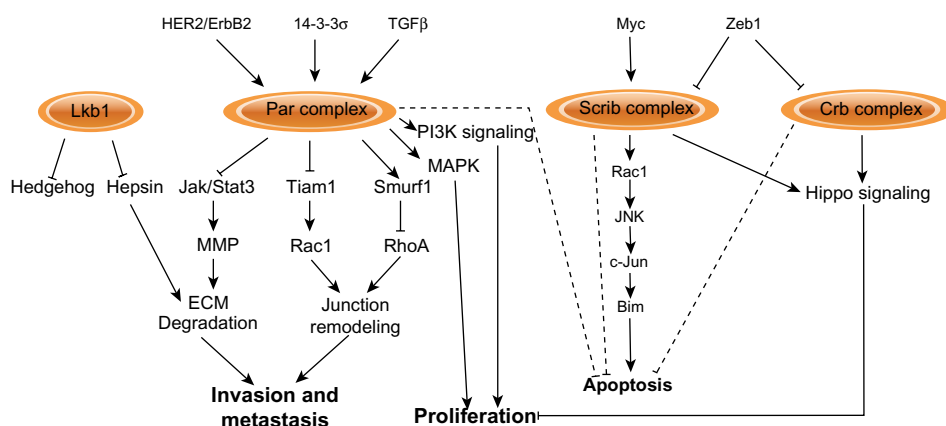 HER2/ErbB2 14-3-3σ TGFβ Myc Zeb1
Lkb1 Par complex Scrib complex Crb complex
PI3K signaling
MAPK
Rac1
Hedgehog Hepsin Jak/Stat3 Tiam1 Smurf1 Hippo signaling
JNK
MMP Rac1 RhoA
c-Jun
ECM
Degradation
Junction
remodeling
Bim
Apoptosis
Invasion and
metastasis
Proliferation